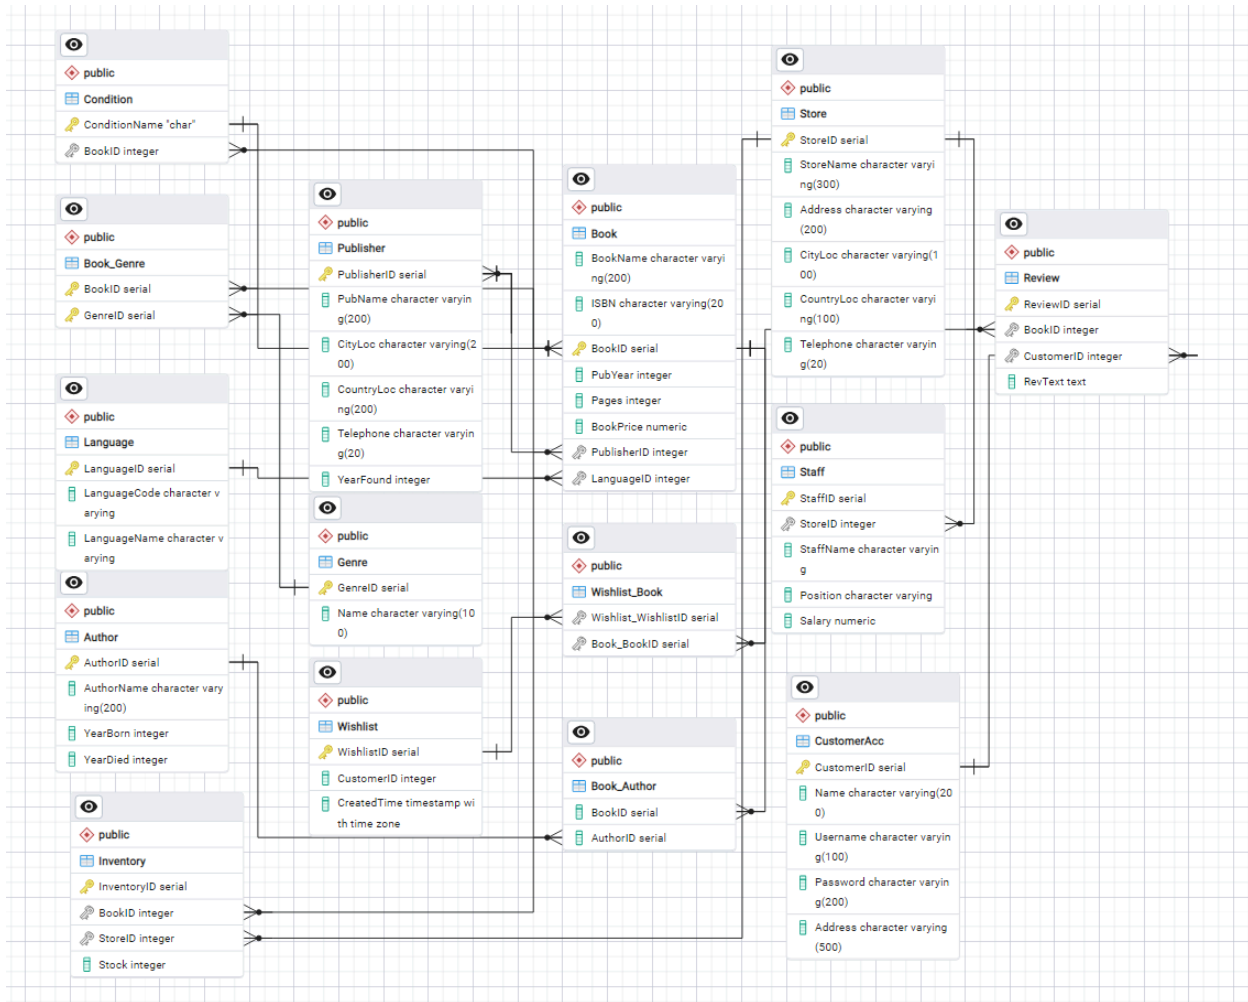 public
Condition
ConditionName "char"
BookID integer
public
Book_Genre
BookID serial
GenreID serial
public
Language
LanguageID serial
LanguageCode character v
arying
LanguageName character v
arying
public
Author
AuthorID serial
AuthorName character vary
ing(200)
YearBorn integer
YearDied integer
public
Inventory
InventoryID serial
BookID integer
StoreID integer
Stock integer
public
Publisher
PublisherID serial
PubName character varyin
g(200)
CityLoc character varying(2
00)
CountryLoc character varyi
ng(200)
Telephone character varyin
g(20)
YearFound integer
public
Genre
GenreID serial
Name character varying(10
0)
public
Wishlist
WishlistID serial
CustomerID integer
CreatedTime timestamp wi
th time zone
public
Book
BookName character varyi
ng(200)
ISBN character varying(20
0)
BookID serial
PubYear integer
Pages integer
BookPrice numeric
PublisherID integer
LanguageID integer
public
Wishlist_Book
Wishlist_WishlistID serial
Book_BookID serial
public
Book_Author
BookID serial
AuthorID serial
public
Store
StoreID serial
StoreName character varyi
ng(300)
Address character varying
(200)
CityLoc character varying(1
00)
CountryLoc character varyi
ng(100)
Telephone character varyin
g(20)
public
Staff
StaffID serial
StoreID integer
StaffName character varyin
g
Position character varying
Salary numeric
public
CustomerAcc
CustomerID serial
Name character varying(20
0)
Username character varyin
g(100)
Password character varyin
g(200)
Address character varying
(500)
public
Review
ReviewID serial
BookID integer
CustomerID integer
RevText text